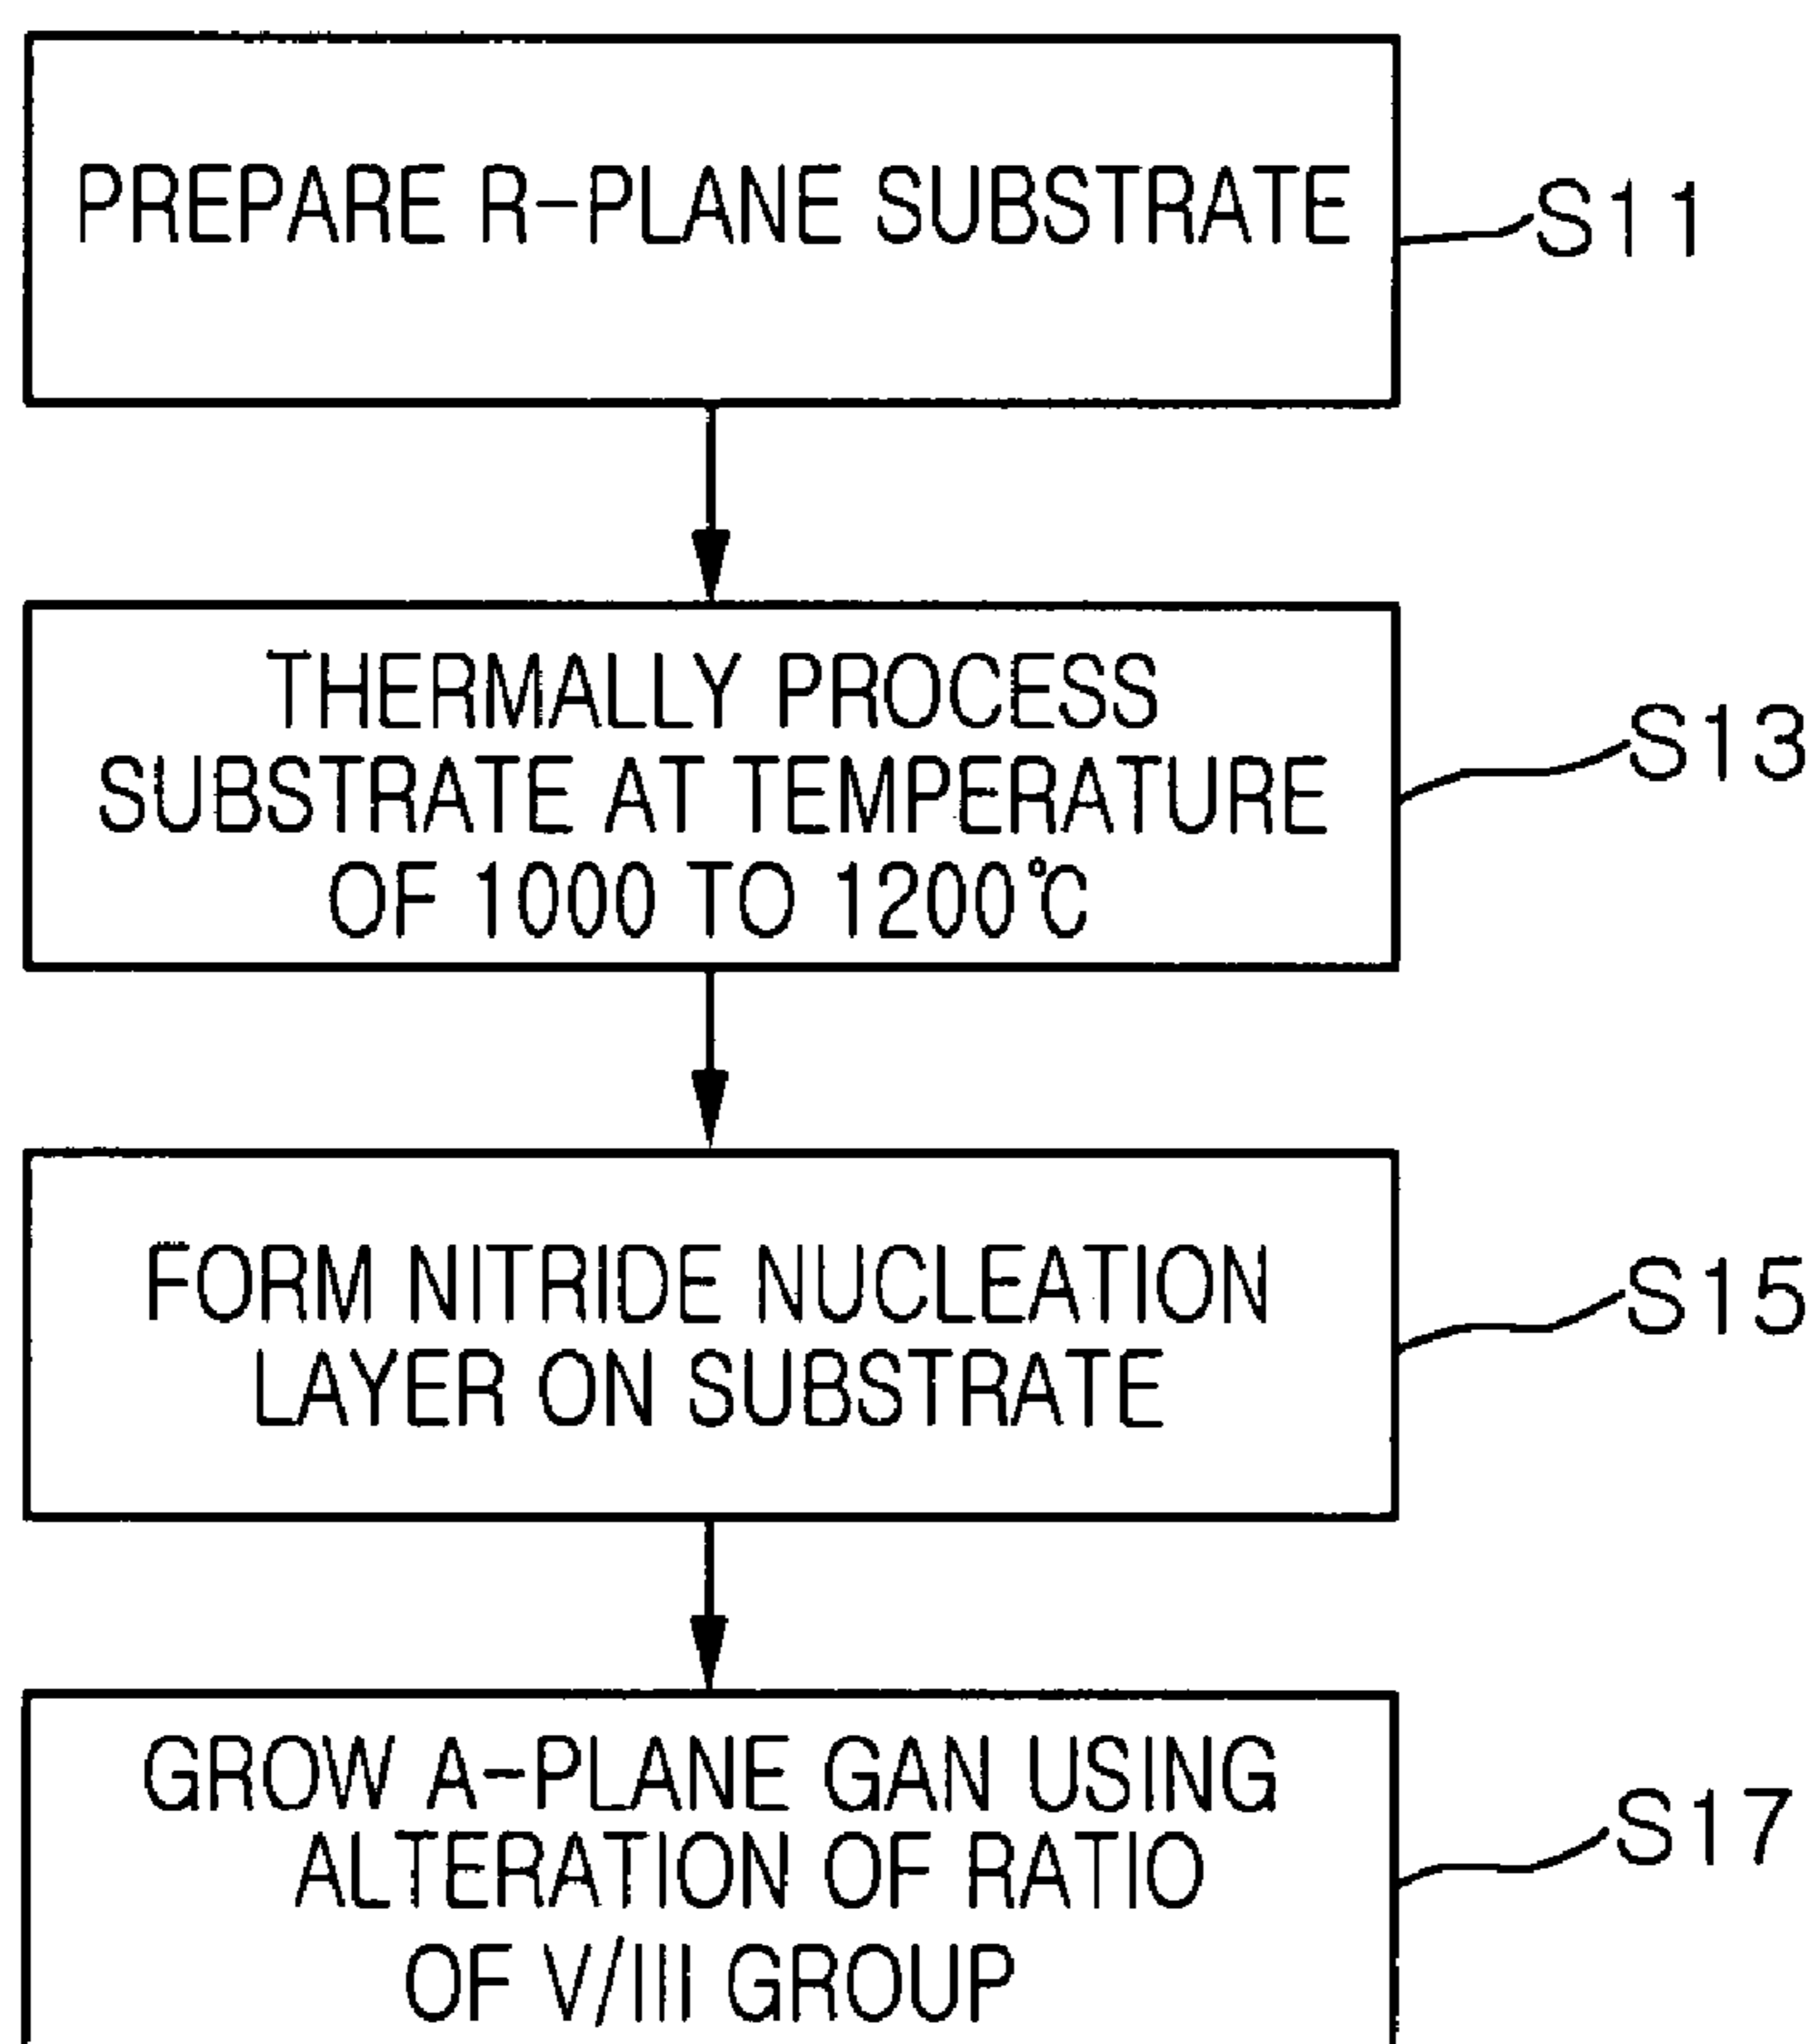 PREPARE R-PLANE SUBSTRATE
S11
THERMALLY PROCESS
SUBSTRATE AT TEMPERATURE
OF 1000 TO 1200℃
S13
FORM NITRIDE NUCLEATION
LAYER ON SUBSTRATE
S15
GROW A-PLANE GAN USING
ALTERATION OF RATIO
OF V/III GROUP
S17